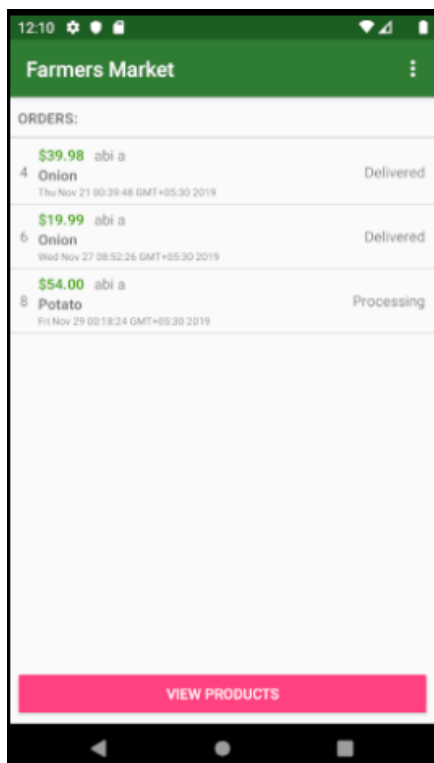 12:10
Farmers Market
ORDERS:
$39.98 abi a
4 Onion Delivered
Thu Nov 21 00:39:48 GMT+05:30 2019
$19.99 abi a
6 Onion Delivered
Wed Nov 27 08:52:26 GMT+05:30 2019
$54.00 abi a
8 Potato Processing
Fri Nov 29 00:18:24 GMT+05:30 2019
VIEW PRODUCTS